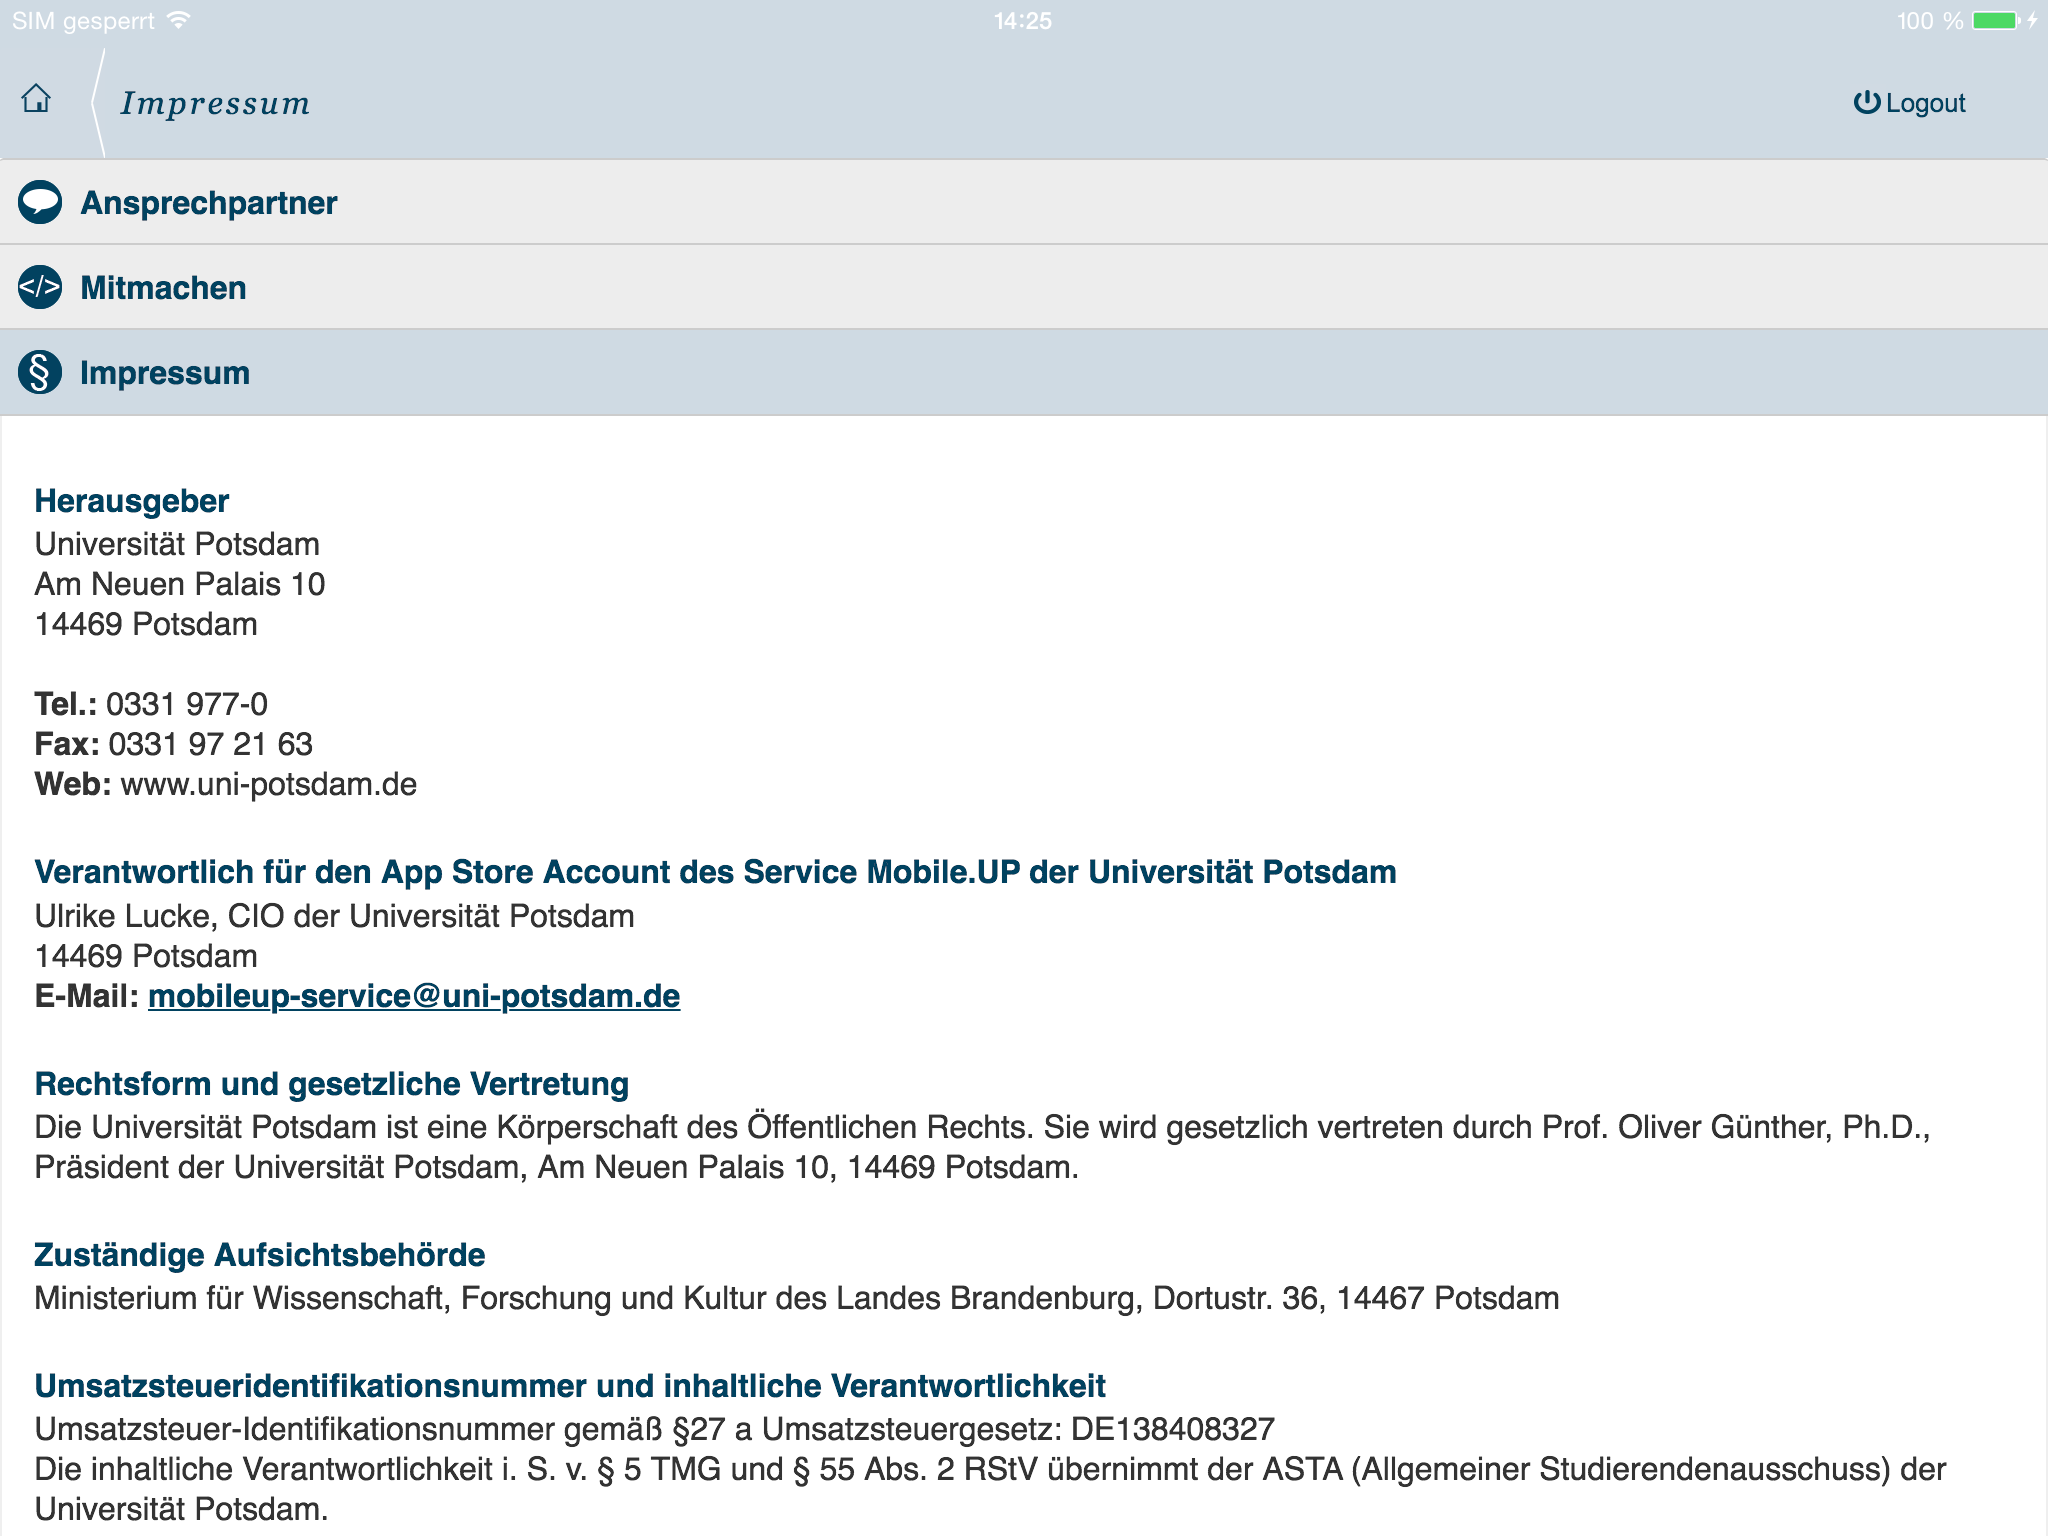 SIM gesperrt 14:25 100 %
Impressum Logout
Ansprechpartner
</> Mitmachen
§ Impressum
Herausgeber
Universität Potsdam
Am Neuen Palais 10
14469 Potsdam
Tel.: 0331 977-0
Fax: 0331 97 21 63
Web: www.uni-potsdam.de
Verantwortlich für den App Store Account des Service Mobile.UP der Universität Potsdam
Ulrike Lucke, CIO der Universität Potsdam
14469 Potsdam
E-Mail: mobileup-service@uni-potsdam.de
Rechtsform und gesetzliche Vertretung
Die Universität Potsdam ist eine Körperschaft des Öffentlichen Rechts. Sie wird gesetzlich vertreten durch Prof. Oliver Günther, Ph.D.,
Präsident der Universität Potsdam, Am Neuen Palais 10, 14469 Potsdam.
Zuständige Aufsichtsbehörde
Ministerium für Wissenschaft, Forschung und Kultur des Landes Brandenburg, Dortustr. 36, 14467 Potsdam
Umsatzsteueridentifikationsnummer und inhaltliche Verantwortlichkeit
Umsatzsteuer-Identifikationsnummer gemäß §27 a Umsatzsteuergesetz: DE138408327
Die inhaltliche Verantwortlichkeit i. S. v. § 5 TMG und § 55 Abs. 2 RStV übernimmt der ASTA (Allgemeiner Studierendenausschuss) der
Universität Potsdam.